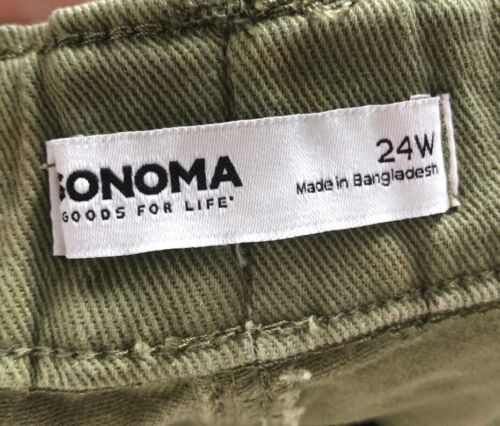 SONOMA
GOODS FOR LIFE
24W
Made in Bangladesh